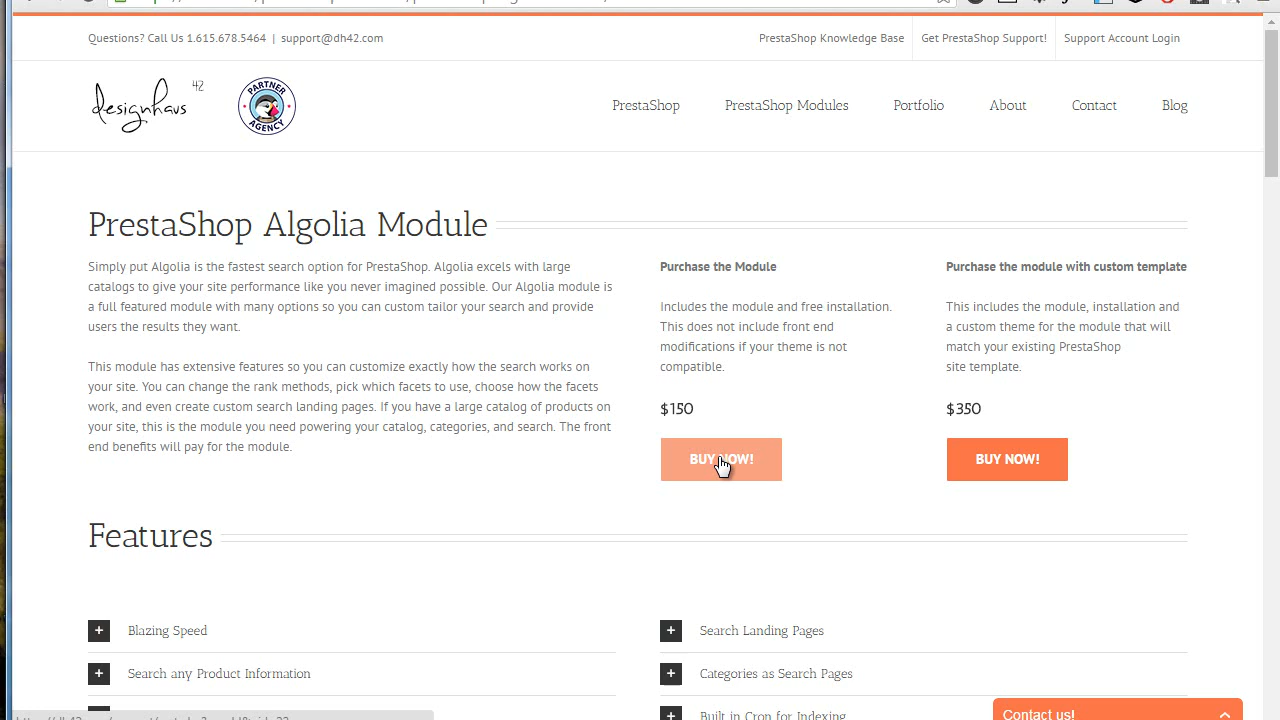 Questions? Call Us 1.615.678.5464 | support@dh42.com
PrestaShop Knowledge Base
Get PrestaShop Support!
Support Account Login
designhaus 42
PARTNER
AGENCY
PrestaShop
PrestaShop Modules
Portfolio
About
Contact
Blog
PrestaShop Algolia Module
Simply put Algolia is the fastest search option for PrestaShop. Algolia excels with large
catalogs to give your site performance like you never imagined possible. Our Algolia module is
a full featured module with many options so you can custom tailor your search and provide
users the results they want.
This module has extensive features so you can customize exactly how the search works on
your site. You can change the rank methods, pick which facets to use, choose how the facets
work, and even create custom search landing pages. If you have a large catalog of products on
your site, this is the module you need powering your catalog, categories, and search. The front
end benefits will pay for the module.
Purchase the Module
Includes the module and free installation.
This does not include front end
modifications if your theme is not
compatible.
$150
BUY NOW!
Purchase the module with custom template
This includes the module, installation and
a custom theme for the module that will
match your existing PrestaShop
site template.
$350
BUY NOW!
Features
Blazing Speed
Search Landing Pages
Search any Product Information
Categories as Search Pages
Built in Cron for Indexing
Contact us!